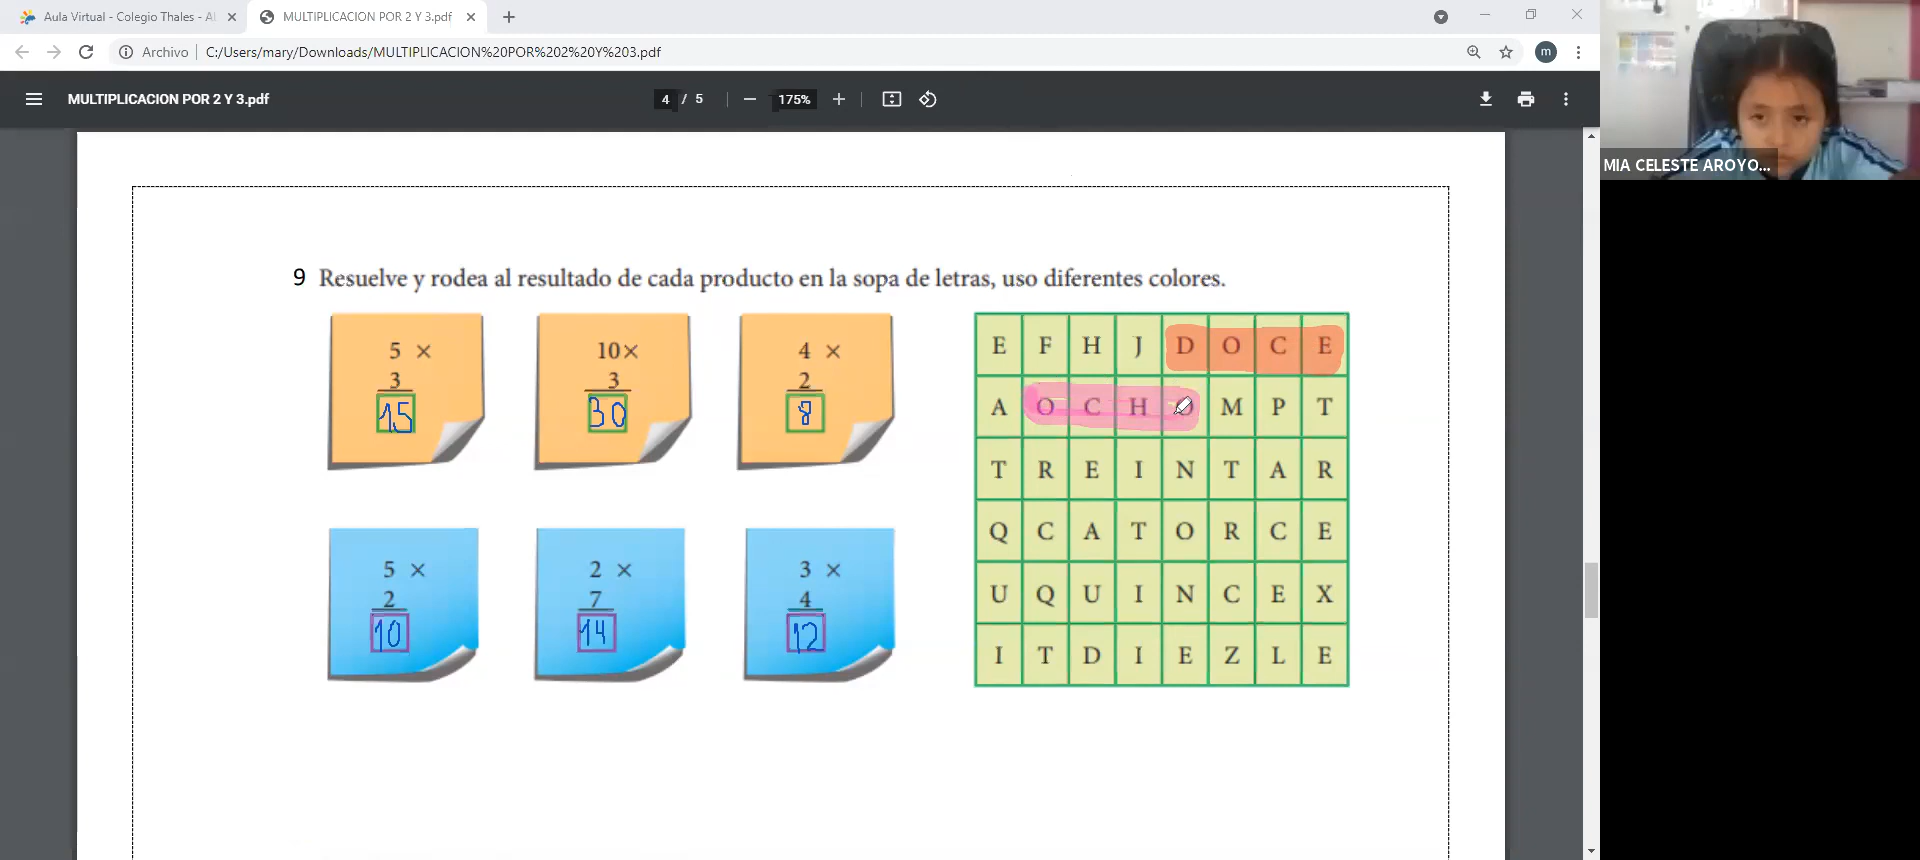 Aula Virtual - Colegio Thales - Al
MULTIPLICACION POR 2 Y 3.pdf
Archivo
C:/Users/mary/Downloads/MULTIPLICACION%20POR%202%20Y%203.pdf
m
MULTIPLICACION POR 2 Y 3.pdf
4 / 5
175%
MIA CELESTE AROYO...
9 Resuelve y rodea al resultado de cada producto en la sopa de letras, uso diferentes colores.
5 ×
3
15
10×
3
30
4 ×
2
8
5 ×
2
10
2 ×
7
14
3 ×
4
12
E F H J D O C E
A O C H O M P T
T R E I N T A R
Q C A T O R C E
U Q U I N C E X
I T D I E Z L E